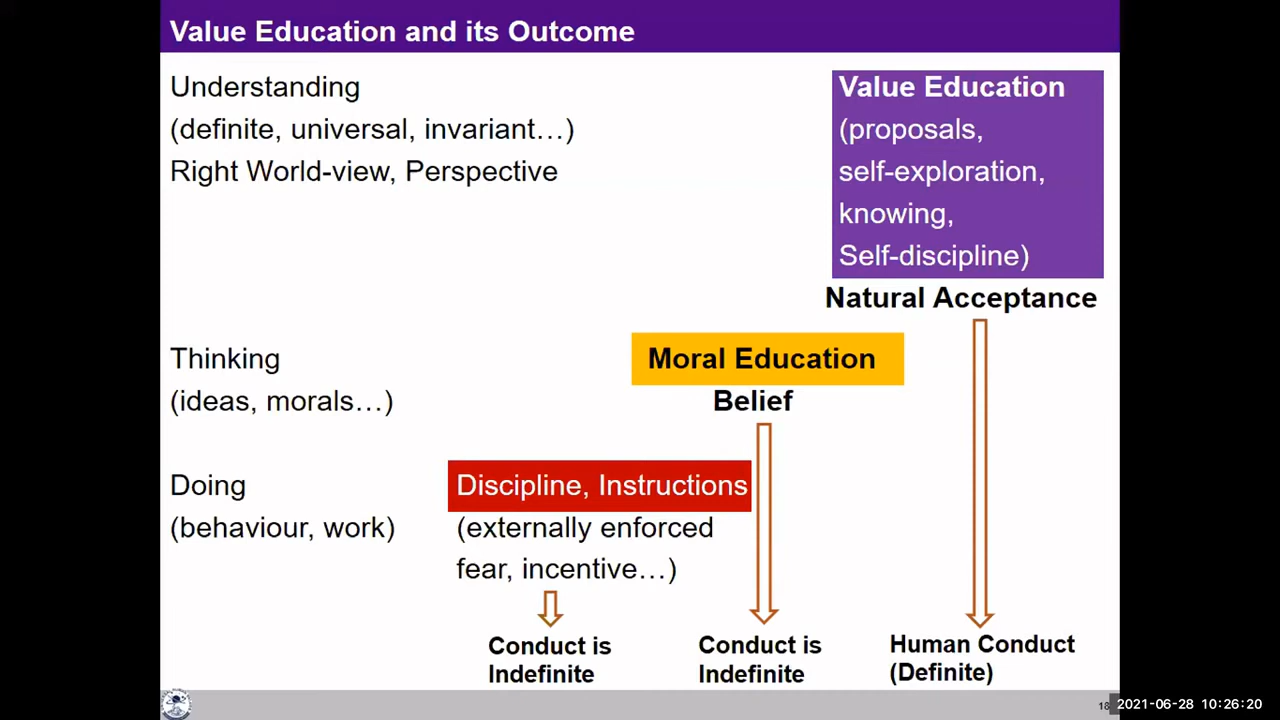 Value Education and its Outcome
Understanding
(definite, universal, invariant…)
Right World-view, Perspective
Value Education
(proposals,
self-exploration,
knowing,
Self-discipline)
Natural Acceptance
Thinking
(ideas, morals…)
Moral Education
Belief
Doing
(behaviour, work)
Discipline, Instructions
(externally enforced
fear, incentive…)
Conduct is
Indefinite
Conduct is
Indefinite
Human Conduct
(Definite)
2021-06-28 10:26:20